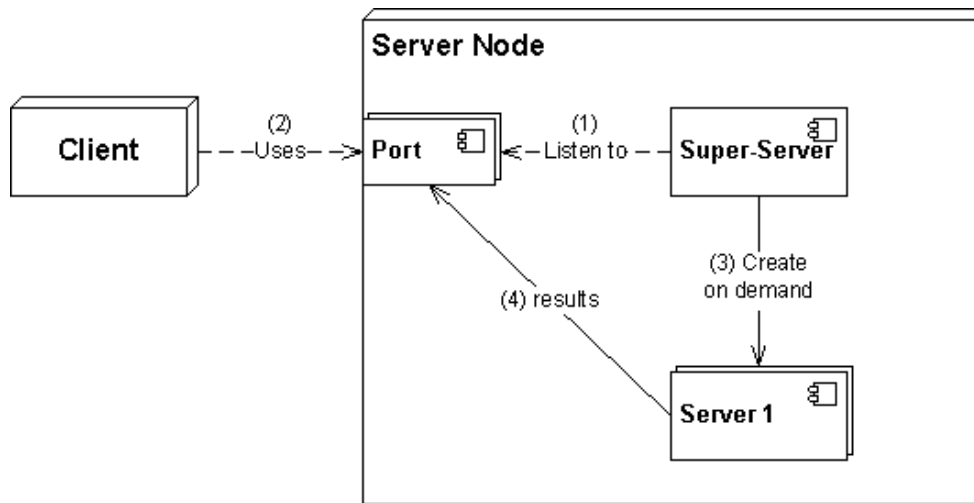 Server Node
Client
(2)
Uses
Port
(1)
Listen to
Super-Server
(3) Create
on demand
(4) results
Server 1